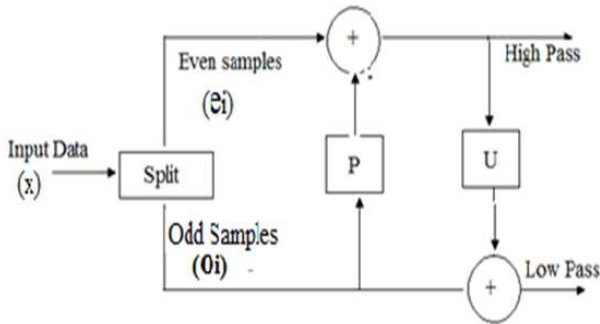 +
Even samples
(ei)
High Pass
Input Data
(x)
Split
P
U
Odd Samples
(0i)
+
Low Pass